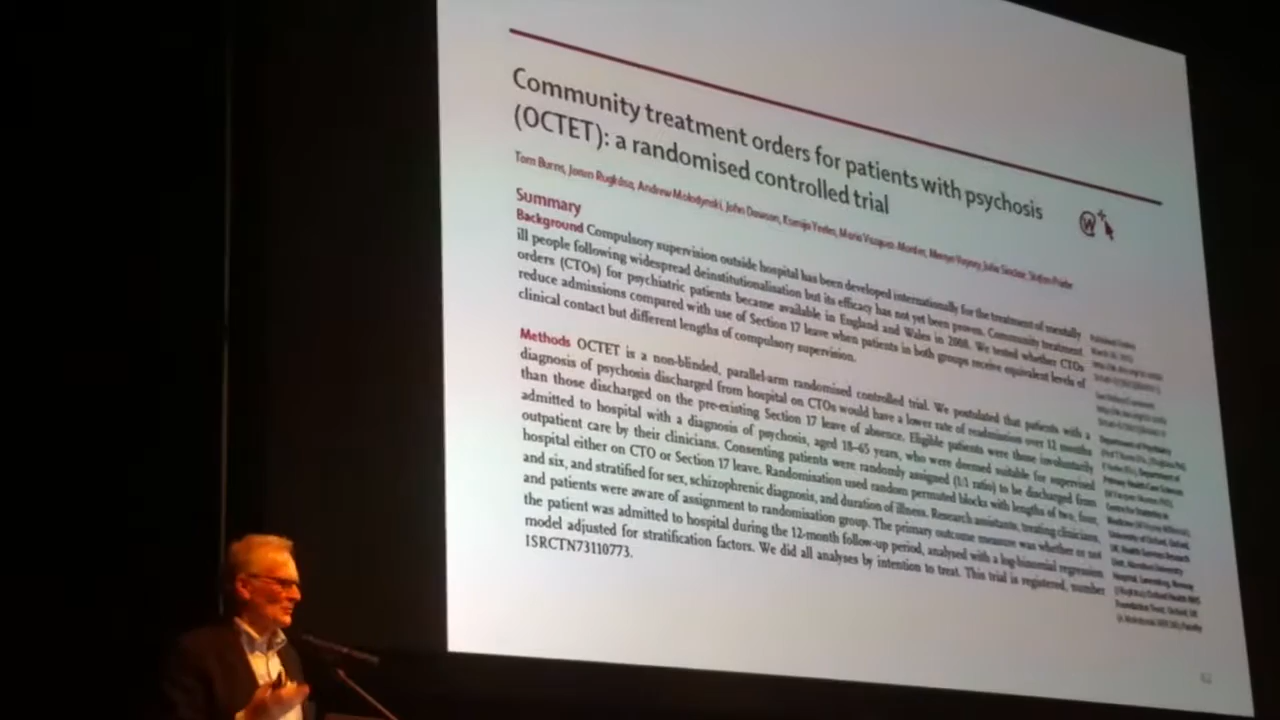 Community treatment orders for patients with psychosis
(OCTET): a randomised controlled trial
Tom Burns, Jorun Rugkåsa, Andrew Molodynski, John Dawson, Ksenija Yeeles, Maria Vazquez-Montes, Merryn Voysey, Julia Sinclair, Stefan Priebe
Summary
Background Compulsory supervision outside hospital has been developed internationally for the treatment of mentally
ill people following widespread deinstitutionalisation but its efficacy has not yet been proven. Community treatment
orders (CTOs) for psychiatric patients became available in England and Wales in 2008. We tested whether CTOs
reduce admissions compared with use of Section 17 leave when patients in both groups receive equivalent levels of
clinical contact but different lengths of compulsory supervision.
Methods OCTET is a non-blinded, parallel-arm randomised controlled trial. We postulated that patients with a
diagnosis of psychosis discharged from hospital on CTOs would have a lower rate of readmission over 12 months
than those discharged on the pre-existing Section 17 leave of absence. Eligible patients were those involuntarily
admitted to hospital with a diagnosis of psychosis, aged 18–65 years, who were deemed suitable for supervised
outpatient care by their clinicians. Consenting patients were randomly assigned (1:1 ratio) to be discharged from
hospital either on CTO or Section 17 leave. Randomisation used random permuted blocks with lengths of two, four,
and six, and stratified for sex, schizophrenic diagnosis, and duration of illness. Research assistants, treating clinicians,
and patients were aware of assignment to randomisation group. The primary outcome measure was whether or not
the patient was admitted to hospital during the 12-month follow-up period, analysed with a log-binomial regression
model adjusted for stratification factors. We did all analyses by intention to treat. This trial is registered, number
ISRCTN73110773.